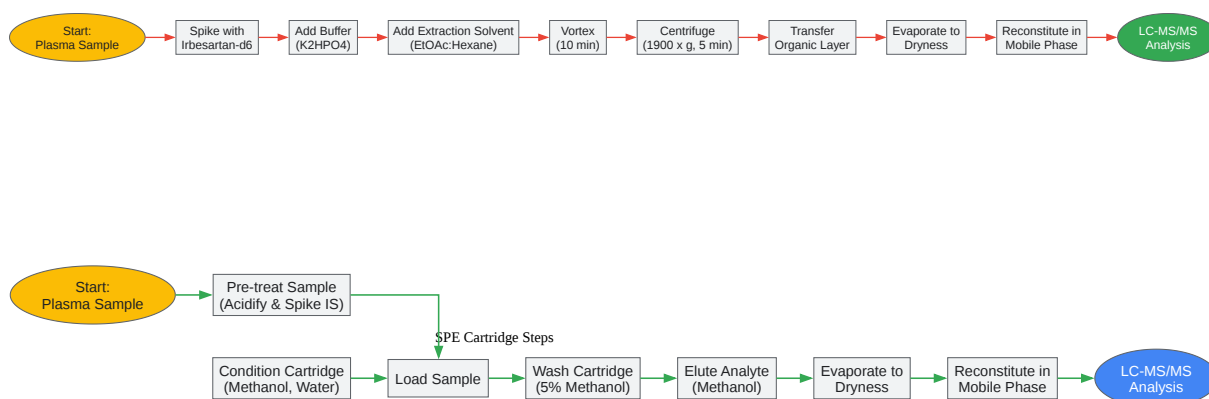 Start:
Plasma Sample
Spike with
Irbesartan-d6
Add Buffer
(K2HPO4)
Add Extraction Solvent
(EtOAc:Hexane)
Vortex
(10 min)
Centrifuge
(1900 x g, 5 min)
Transfer
Organic Layer
Evaporate to
Dryness
Reconstitute in
Mobile Phase
LC-MS/MS
Analysis
Start:
Plasma Sample
Pre-treat Sample
(Acidify & Spike IS)
SPE Cartridge Steps
Condition Cartridge
(Methanol, Water)
Load Sample
Wash Cartridge
(5% Methanol)
Elute Analyte
(Methanol)
Evaporate to
Dryness
Reconstitute in
Mobile Phase
LC-MS/MS
Analysis